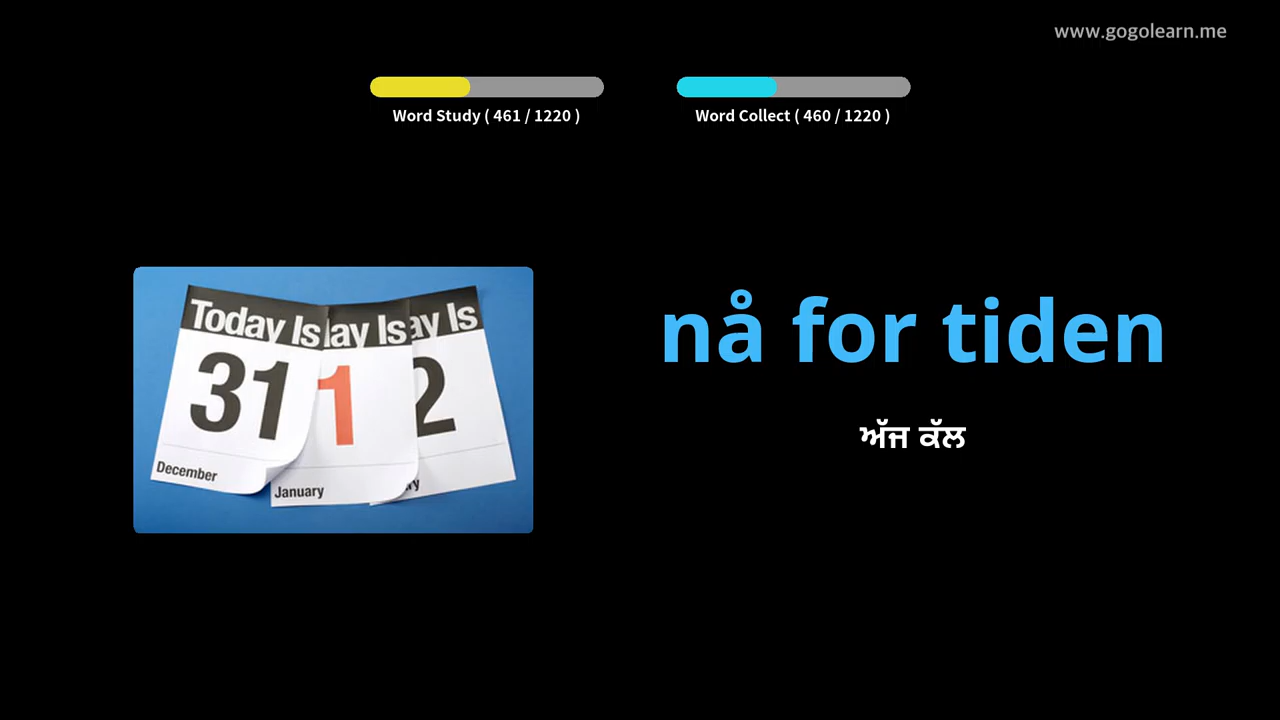 www.gogolearn.me
Word Study ( 461 / 1220 )
Word Collect ( 460 / 1220 )
Today Is
ay Is
ay Is
31
1
2
December
January
ry
nå for tiden
ਅੱਜ ਕੱਲ